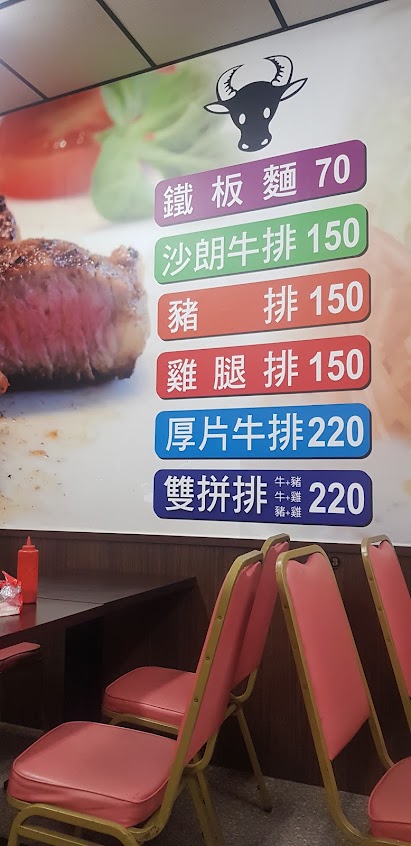 鐵板麵 70
沙朗牛排 150
豬排 150
雞腿排 150
厚片牛排 220
雙拼排 牛+豬 牛+雞 豬+雞 220